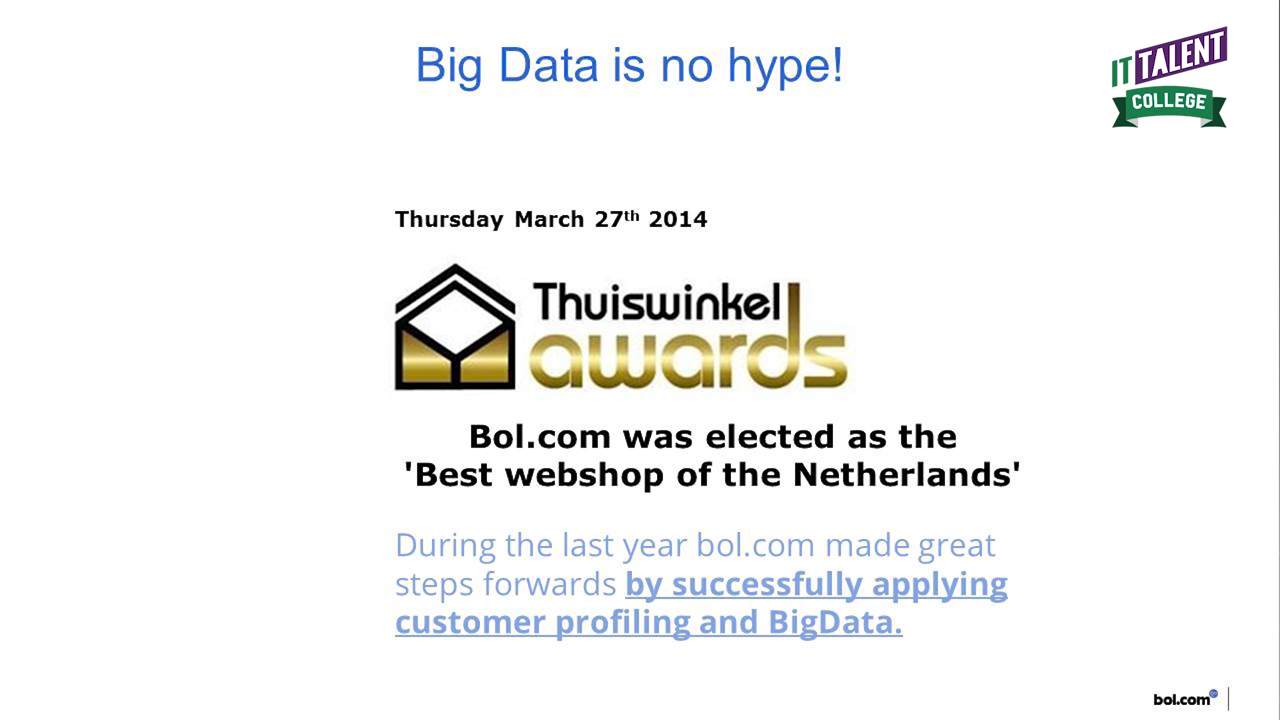 Big Data is no hype!
IT TALENT
COLLEGE
Thursday March 27th 2014
Thuiswinkel
awards
Bol.com was elected as the
'Best webshop of the Netherlands'
During the last year bol.com made great
steps forwards by successfully applying
customer profiling and BigData.
bol.com